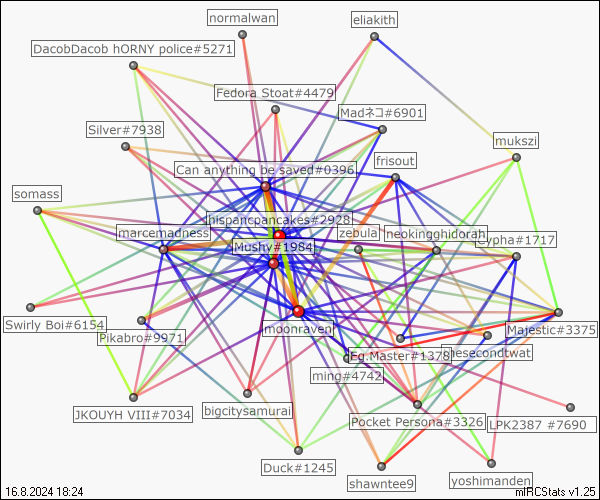 normalwan
eliakith
DacobDacob hORNY police#5271
Fedora Stoat#4479
Madネコ#6901
Silver#7938
mukszi
frisout
Can anything be saved#0396
somass
hispanicpancakes#2928
marcemadness
zebula
neokingghidorah
Cypha#1717
Mushy#1984
Swirly Boi#6154
Pikabro#9971
moonraven
Majestic#3375
Eg.Master#1378
hesecondtwat
ming#4742
JKOUYH VIII#7034
bigcitysamurai
Pocket Persona#3326
LPK2387 #7690
Duck#1245
shawntee9
yoshimanden
16.8.2024 18:24
mIRCStats v1.25